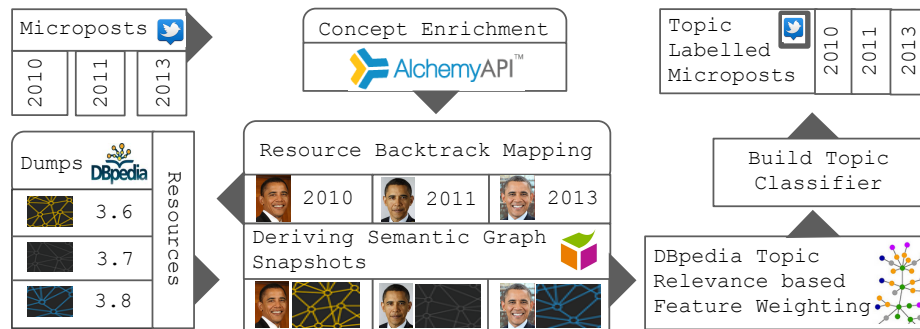 Microposts
2010
2011
2013
Dumps
DBpedia
3.6
3.7
3.8
Resources
Concept Enrichment
AlchemyAPI™
Resource Backtrack Mapping
2010
2011
2013
Deriving Semantic Graph
Snapshots
Topic
Labelled
Microposts
2010
2011
2013
Build Topic
Classifier
DBpedia Topic
Relevance based
Feature Weighting